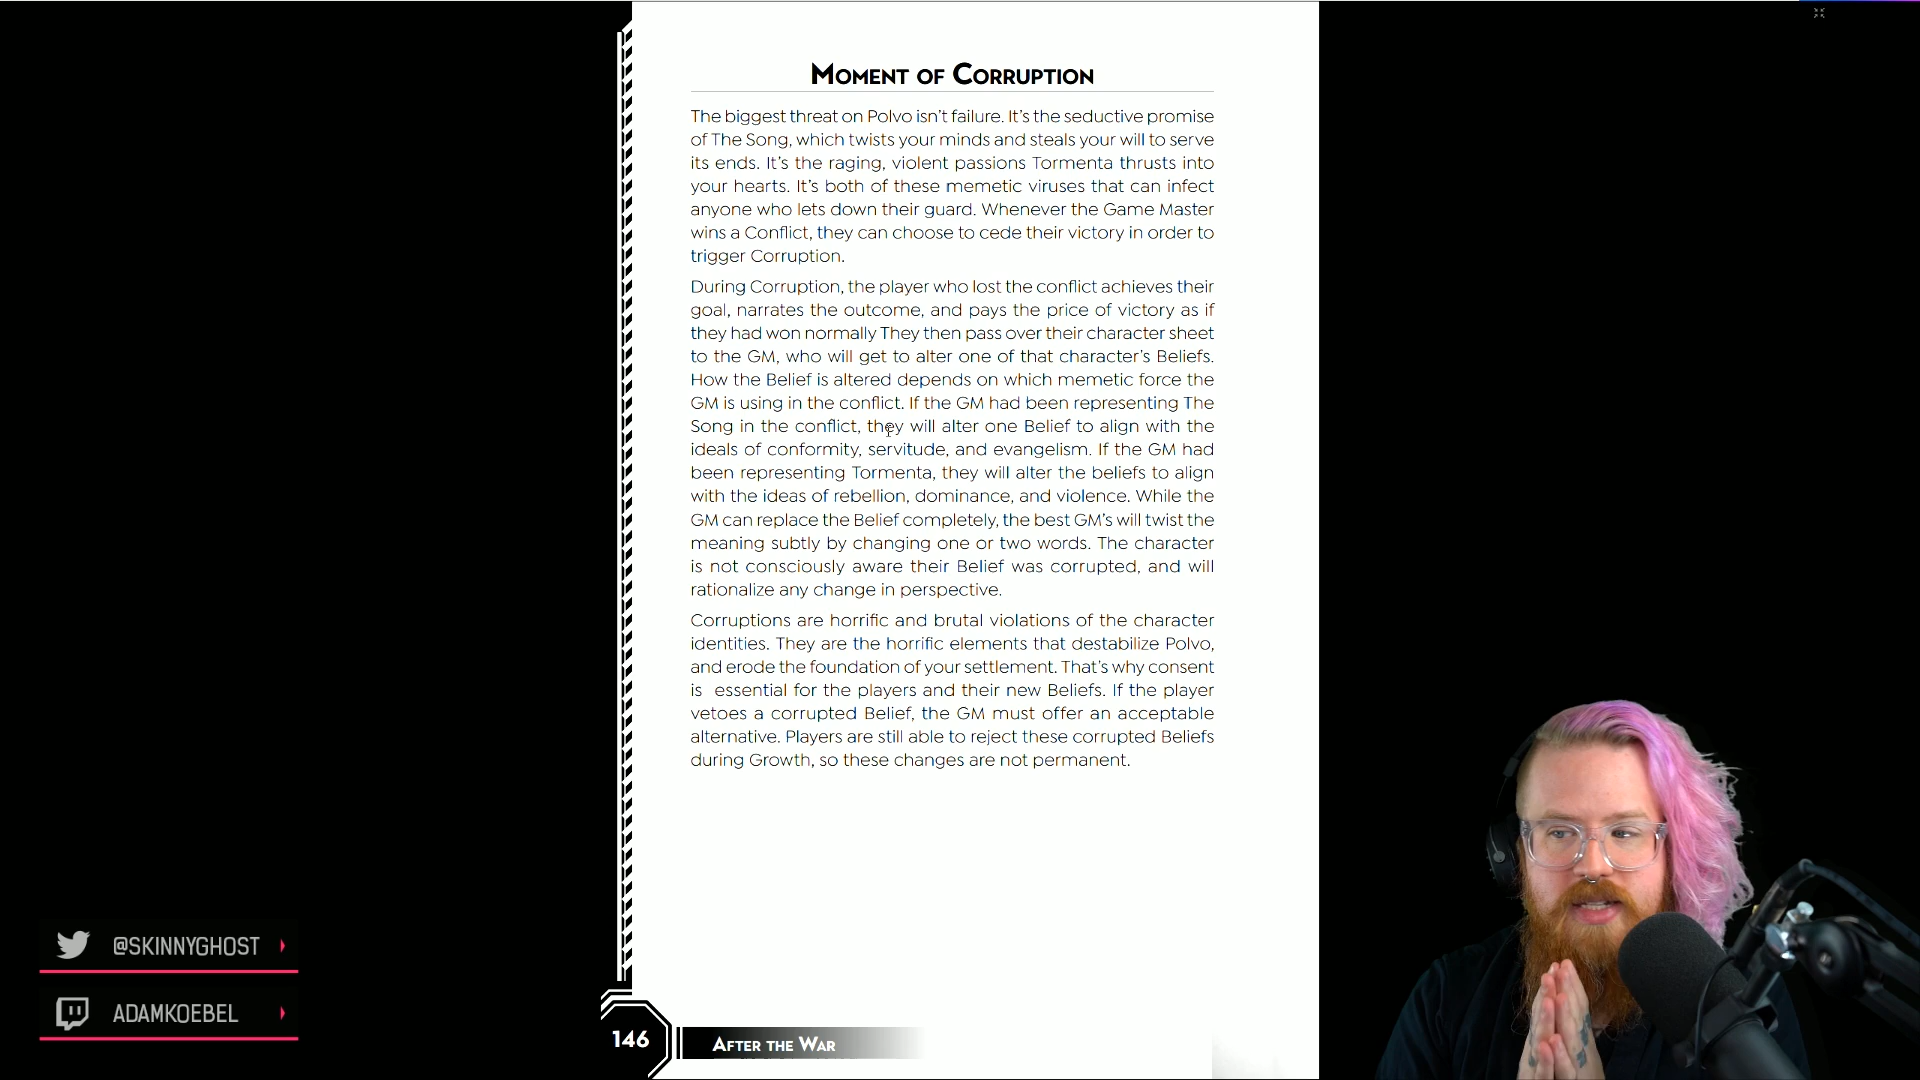 Moment of Corruption
The biggest threat on Polvo isn't failure. It's the seductive promise
of The Song, which twists your minds and steals your will to serve
its ends. It's the raging, violent passions Tormenta thrusts into
your hearts. It's both of these memetic viruses that can infect
anyone who lets down their guard. Whenever the Game Master
wins a Conflict, they can choose to cede their victory in order to
trigger Corruption.
During Corruption, the player who lost the conflict achieves their
goal, narrates the outcome, and pays the price of victory as if
they had won normally They then pass over their character sheet
to the GM, who will get to alter one of that character's Beliefs.
How the Belief is altered depends on which memetic force the
GM is using in the conflict. If the GM had been representing The
Song in the conflict, they will alter one Belief to align with the
ideals of conformity, servitude, and evangelism. If the GM had
been representing Tormenta, they will alter the beliefs to align
with the ideas of rebellion, dominance, and violence. While the
GM can replace the Belief completely, the best GM's will twist the
meaning subtly by changing one or two words. The character
is not consciously aware their Belief was corrupted, and will
rationalize any change in perspective.
Corruptions are horrific and brutal violations of the character
identities. They are the horrific elements that destabilize Polvo,
and erode the foundation of your settlement. That's why consent
is essential for the players and their new Beliefs. If the player
vetoes a corrupted Belief, the GM must offer an acceptable
alternative. Players are still able to reject these corrupted Beliefs
during Growth, so these changes are not permanent.
146
After the War
@SKINNYGHOST
ADAMKOEBEL